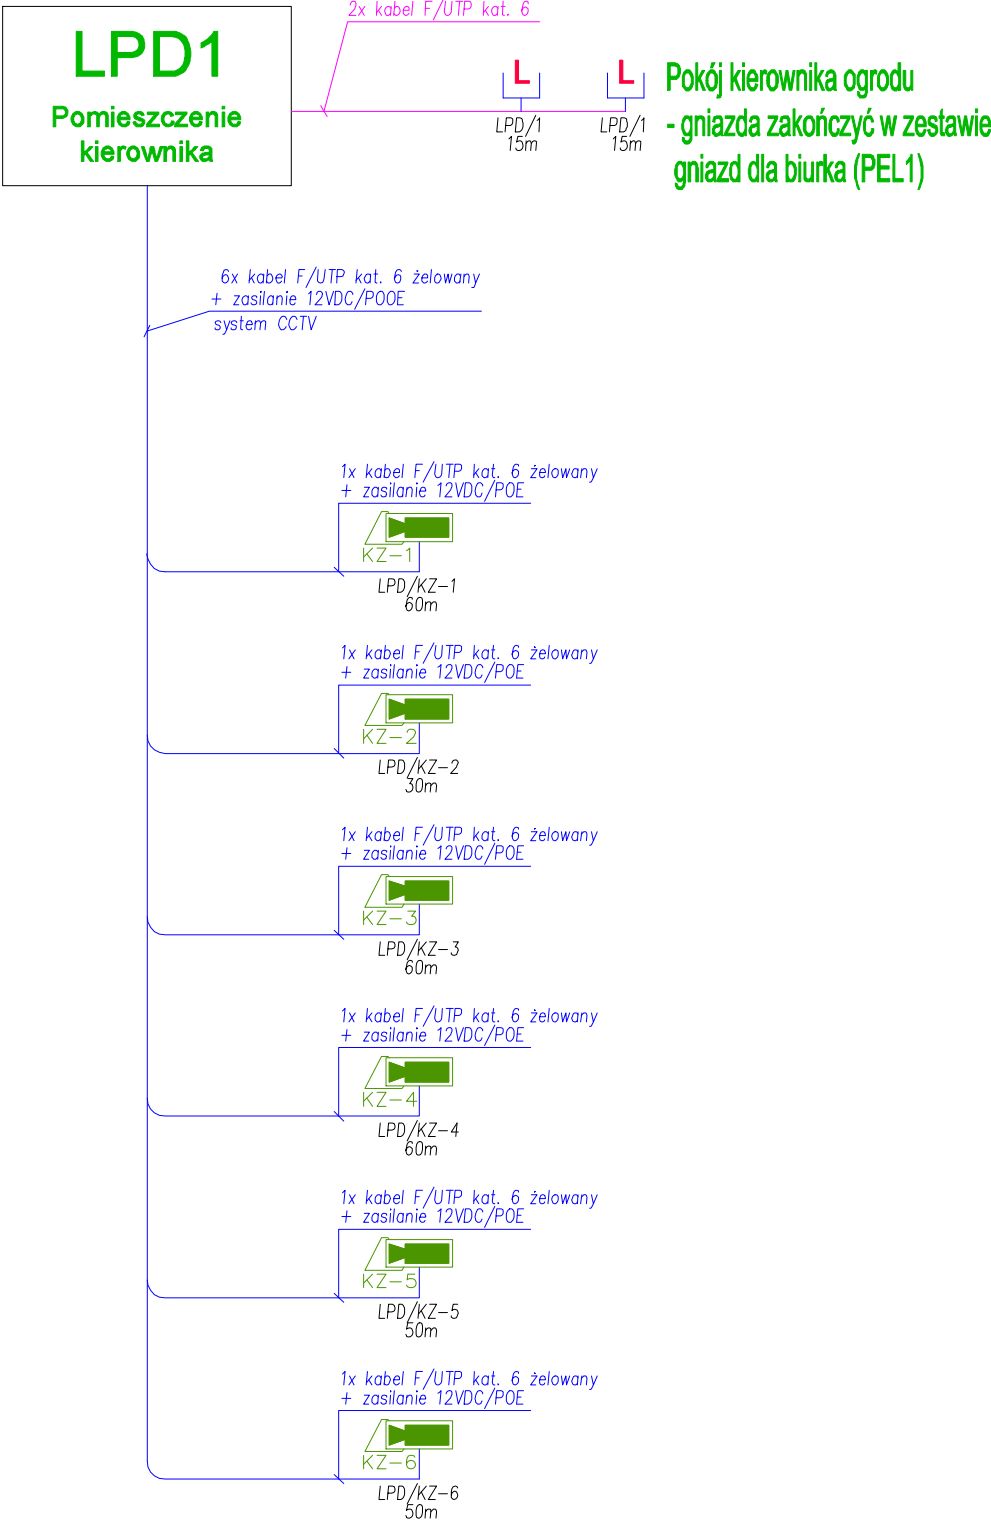 2x kabel F/UTP kat. 6
LPD1
Pomieszczenie
kierownika
L
L
LPD/1
15m
LPD/1
15m
Pokój kierownika ogrodu
- gniazda zakończyć w zestawie
gniazd dla biurka (PEL1)
6x kabel F/UTP kat. 6 żelowany
+ zasilanie 12VDC/POOE
system CCTV
1x kabel F/UTP kat. 6 żelowany
+ zasilanie 12VDC/POE
KZ-1
LPD/KZ-1
60m
1x kabel F/UTP kat. 6 żelowany
+ zasilanie 12VDC/POE
KZ-2
LPD/KZ-2
30m
1x kabel F/UTP kat. 6 żelowany
+ zasilanie 12VDC/POE
KZ-3
LPD/KZ-3
60m
1x kabel F/UTP kat. 6 żelowany
+ zasilanie 12VDC/POE
KZ-4
LPD/KZ-4
60m
1x kabel F/UTP kat. 6 żelowany
+ zasilanie 12VDC/POE
KZ-5
LPD/KZ-5
50m
1x kabel F/UTP kat. 6 żelowany
+ zasilanie 12VDC/POE
KZ-6
LPD/KZ-6
50m